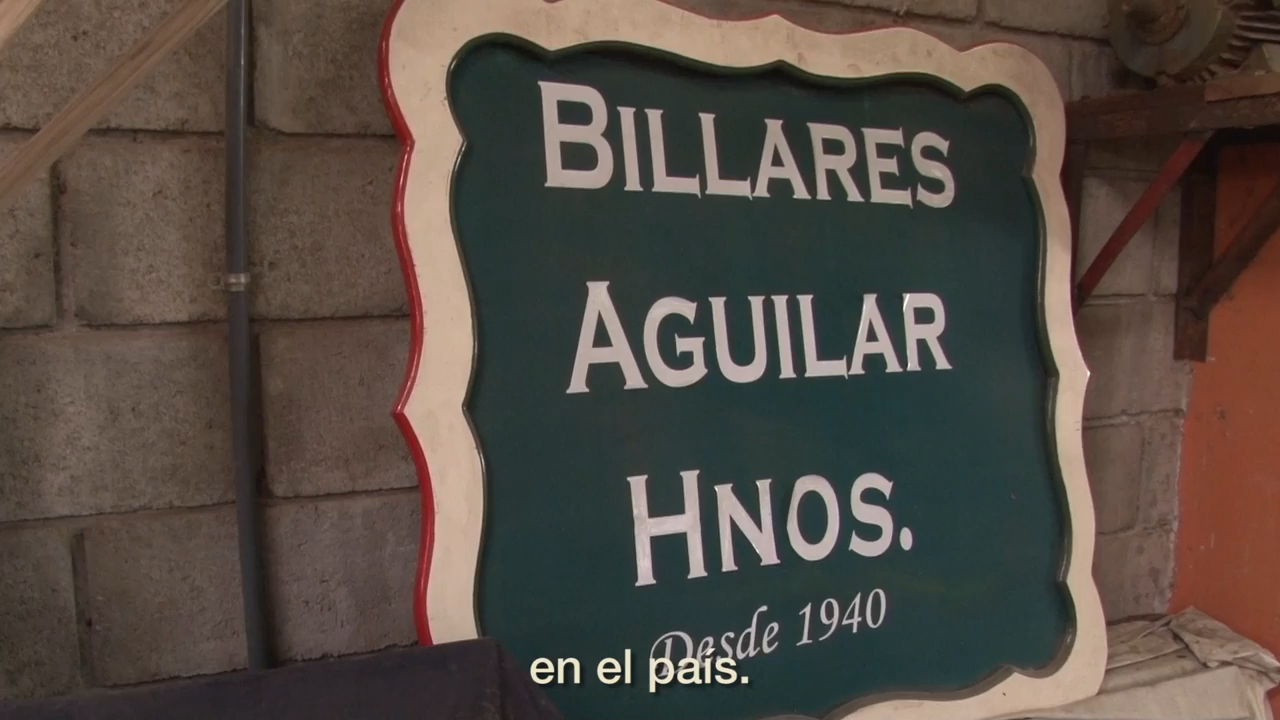 BILLARES
AGUILAR
HNOS.
Desde 1940
en el país.